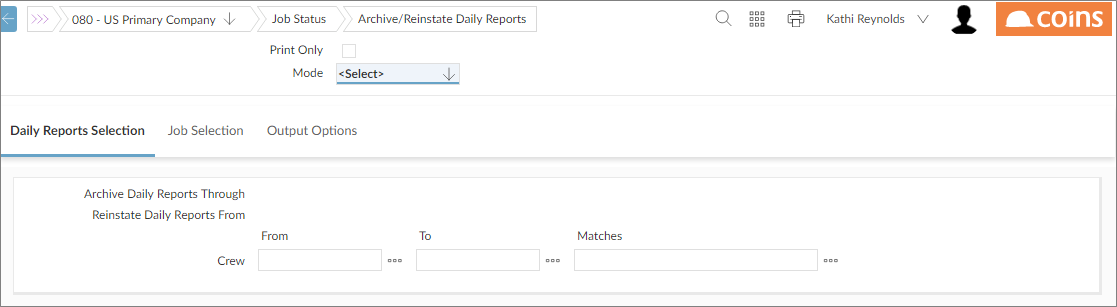 080 - US Primary Company Job Status Archive/Reinstate Daily Reports Kathi Reynolds coins
Print Only
Mode <Select>
Daily Reports Selection Job Selection Output Options
Archive Daily Reports Through
Reinstate Daily Reports From
From To Matches
Crew